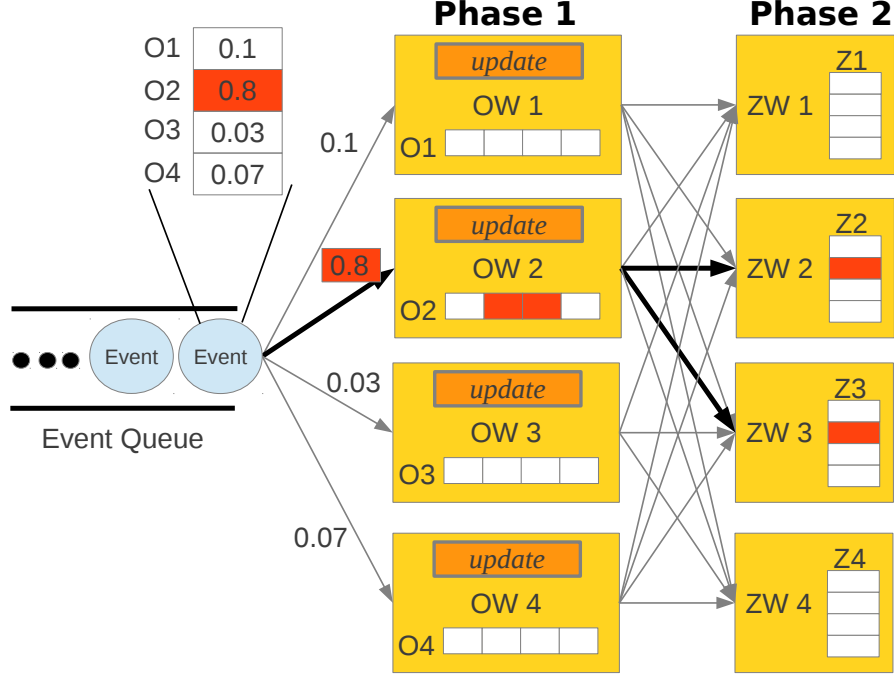 Phase 1
Phase 2
O1 0.1
O2 0.8
O3 0.03
O4 0.07
0.1
0.8
0.03
0.07
Event
Event
Event Queue
update
OW 1
O1
update
OW 2
O2
update
OW 3
O3
update
OW 4
O4
Z1
ZW 1
Z2
ZW 2
Z3
ZW 3
Z4
ZW 4